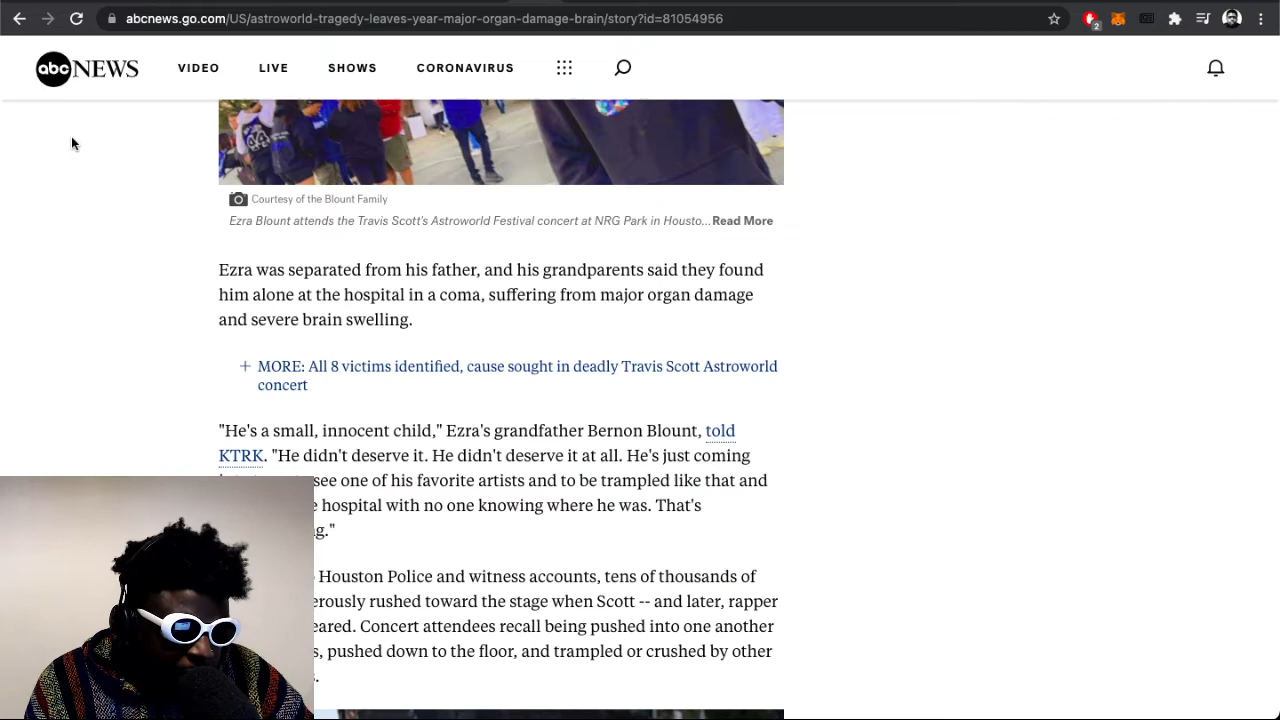 abcnews.go.com/US/astroworld-tragedy-leaves-year-major-organ-damage-brain/story?id=81054956
2
abc NEWS VIDEO LIVE SHOWS CORONAVIRUS
Courtesy of the Blount Family
Ezra Blount attends the Travis Scott's Astroworld Festival concert at NRG Park in Housto...Read More
Ezra was separated from his father, and his grandparents said they found
him alone at the hospital in a coma, suffering from major organ damage
and severe brain swelling.
+ MORE: All 8 victims identified, cause sought in deadly Travis Scott Astroworld
concert
"He's a small, innocent child," Ezra's grandfather Bernon Blount, told
KTRK. "He didn't deserve it. He didn't deserve it at all. He's just coming
see one of his favorite artists and to be trampled like that and
hospital with no one knowing where he was. That's
g."
Houston Police and witness accounts, tens of thousands of
erously rushed toward the stage when Scott -- and later, rapper
eared. Concert attendees recall being pushed into one another
s, pushed down to the floor, and trampled or crushed by other